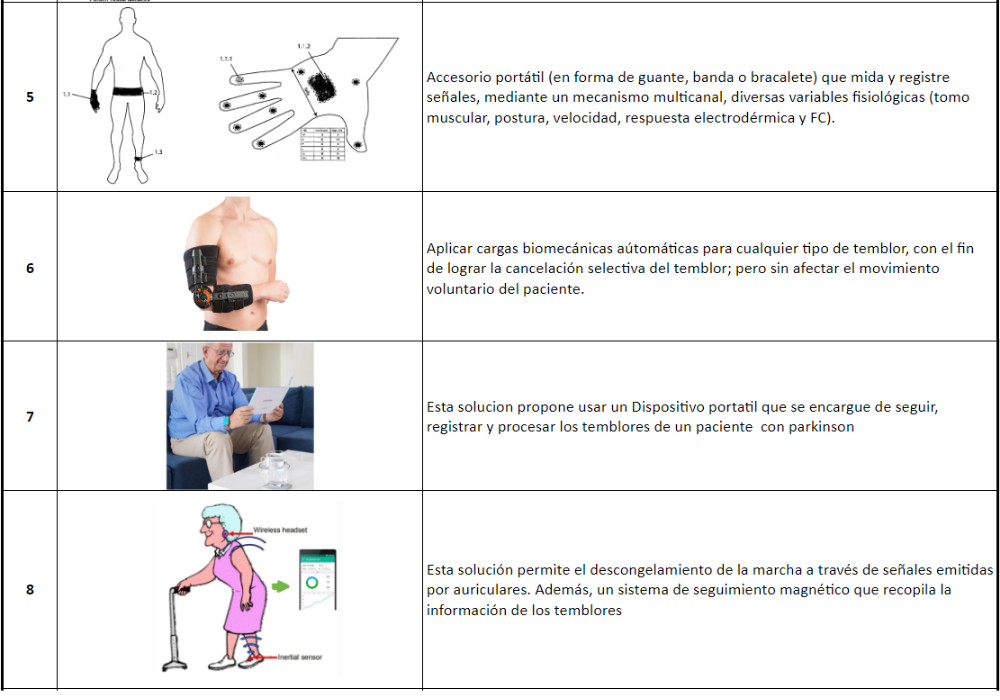 5
1.1
1.2
1.3
1.1.1
1.1.2
Accesorio portátil (en forma de guante, banda o bracalete) que mida y registre
señales, mediante un mecanismo multicanal, diversas variables fisiológicas (tomo
muscular, postura, velocidad, respuesta electrodérmica y FC).
6
Aplicar cargas biomecánicas aútomáticas para cualquier tipo de temblor, con el fin
de lograr la cancelación selectiva del temblor; pero sin afectar el movimiento
voluntario del paciente.
7
Esta solucion propone usar un Dispositivo portatil que se encargue de seguir,
registrar y procesar los temblores de un paciente con parkinson
8
Wireless headset
Inertial sensor
Esta solución permite el descongelamiento de la marcha a través de señales emitidas
por auriculares. Además, un sistema de seguimiento magnético que recopila la
información de los temblores